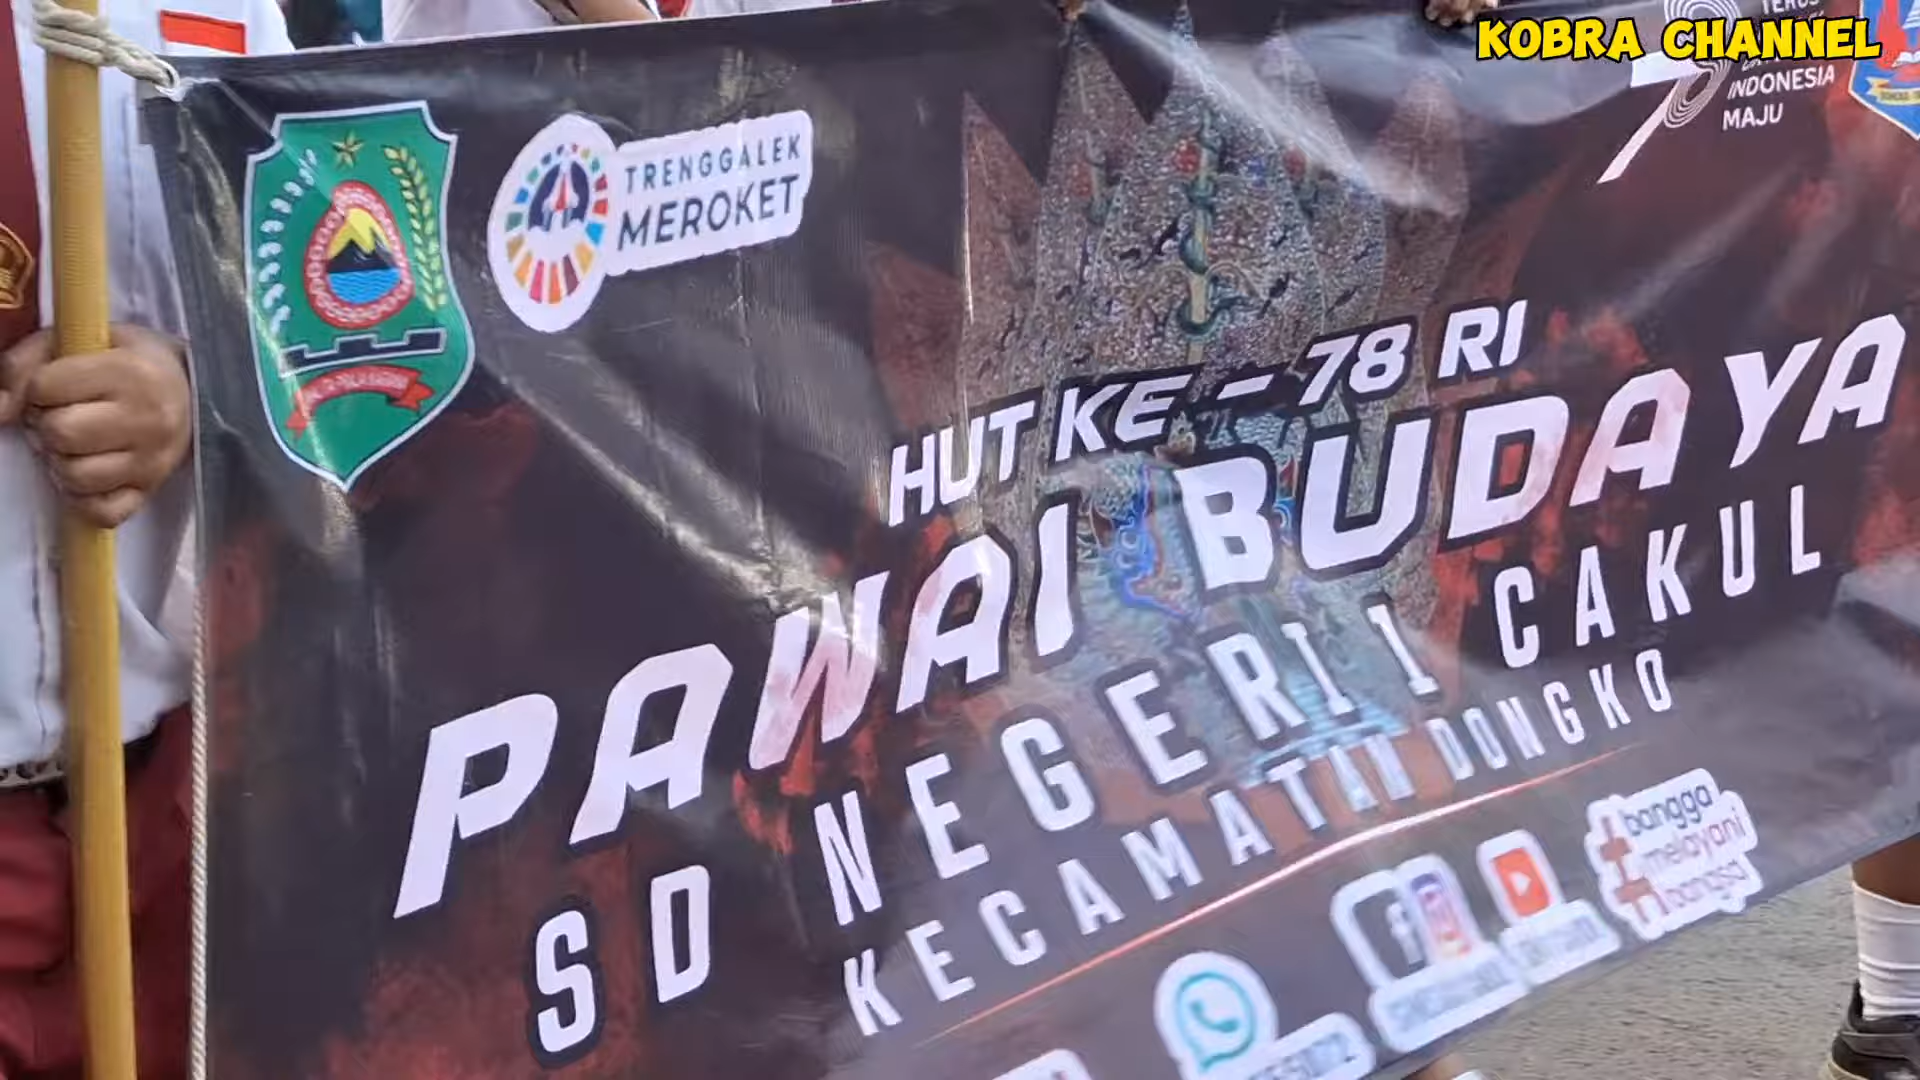 KOBRA CHANNEL
INDONESIA
MAJU
TRENGGALEK
MEROKET
HUT KE - 78 RI
PAWAI BUDAYA
SD NEGERI 1 CAKUL
KECAMATAN DONGKO
#bangga
melayani
bangsa